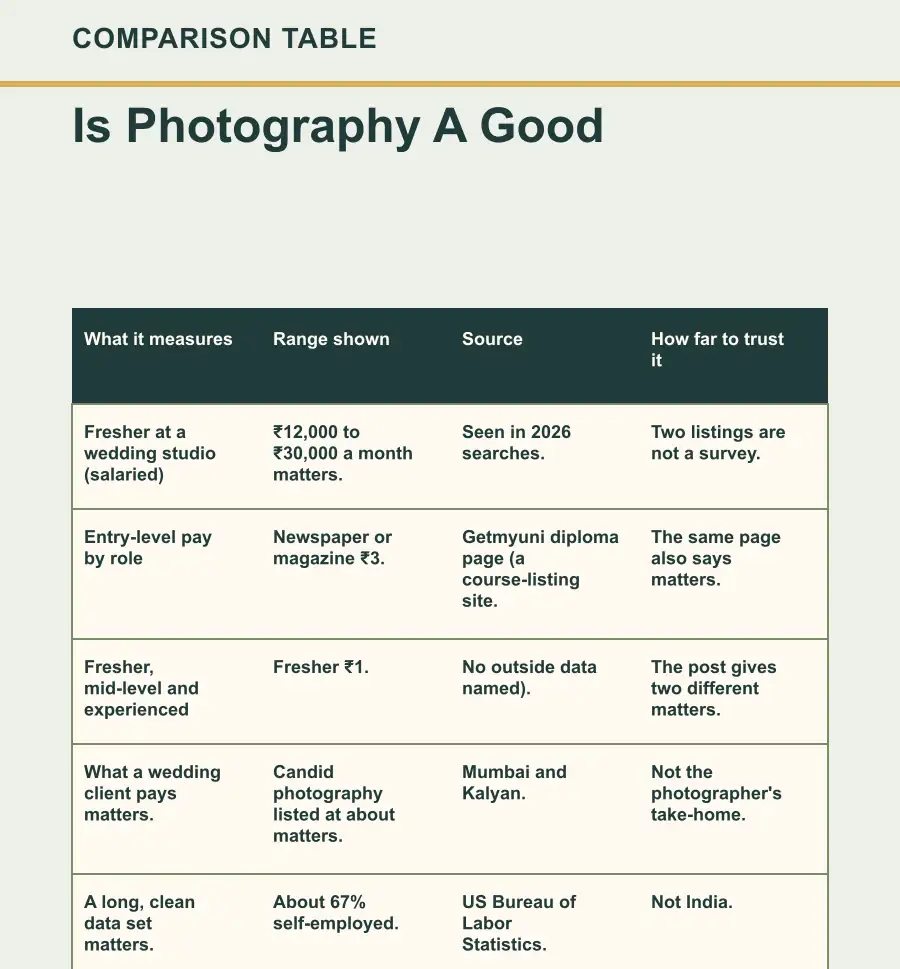 COMPARISON TABLE
Is Photography A Good
What it measures
Range shown
Source
How far to trust
it
Fresher at a
wedding studio
(salaried)
₹12,000 to
₹30,000 a month
matters.
Seen in 2026
searches.
Two listings are
not a survey.
Entry-level pay
by role
Newspaper or
magazine ₹3.
Getmyuni diploma
page (a
course-listing
site.
The same page
also says
matters.
Fresher,
mid-level and
experienced
Fresher ₹1.
No outside data
named).
The post gives
two different
matters.
What a wedding
client pays
matters.
Candid
photography
listed at about
matters.
Mumbai and
Kalyan.
Not the
photographer's
take-home.
A long, clean
data set
matters.
About 67%
self-employed.
US Bureau of
Labor
Statistics.
Not India.